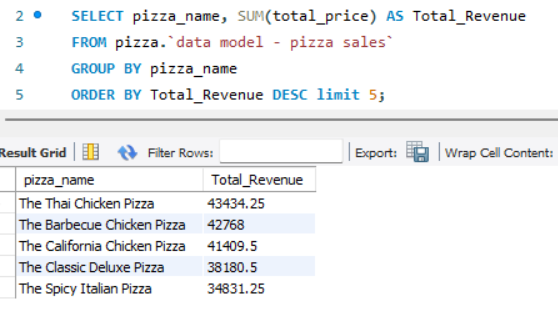 2 SELECT pizza_name, SUM(total_price) AS Total_Revenue
3 FROM pizza.`data model - pizza sales`
4 GROUP BY pizza_name
5 ORDER BY Total_Revenue DESC limit 5;
Result Grid Filter Rows: Export: Wrap Cell Content:
pizza_name Total_Revenue
The Thai Chicken Pizza 43434.25
The Barbecue Chicken Pizza 42768
The California Chicken Pizza 41409.5
The Classic Deluxe Pizza 38180.5
The Spicy Italian Pizza 34831.25